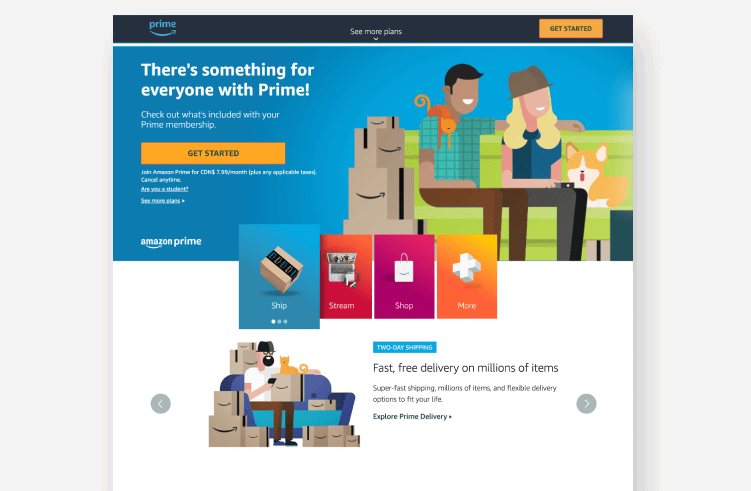 prime
See more plans
GET STARTED
There's something for
everyone with Prime!
Check out what's included with your
Prime membership.
GET STARTED
Join Amazon Prime for CDN$ 7.99/month (plus any applicable taxes).
Cancel anytime.
Are you a student?
See more plans ▸
amazon prime
Ship
Stream
Shop
More
TWO-DAY SHIPPING
Fast, free delivery on millions of items
Super-fast shipping, millions of items, and flexible delivery
options to fit your life.
Explore Prime Delivery ▸